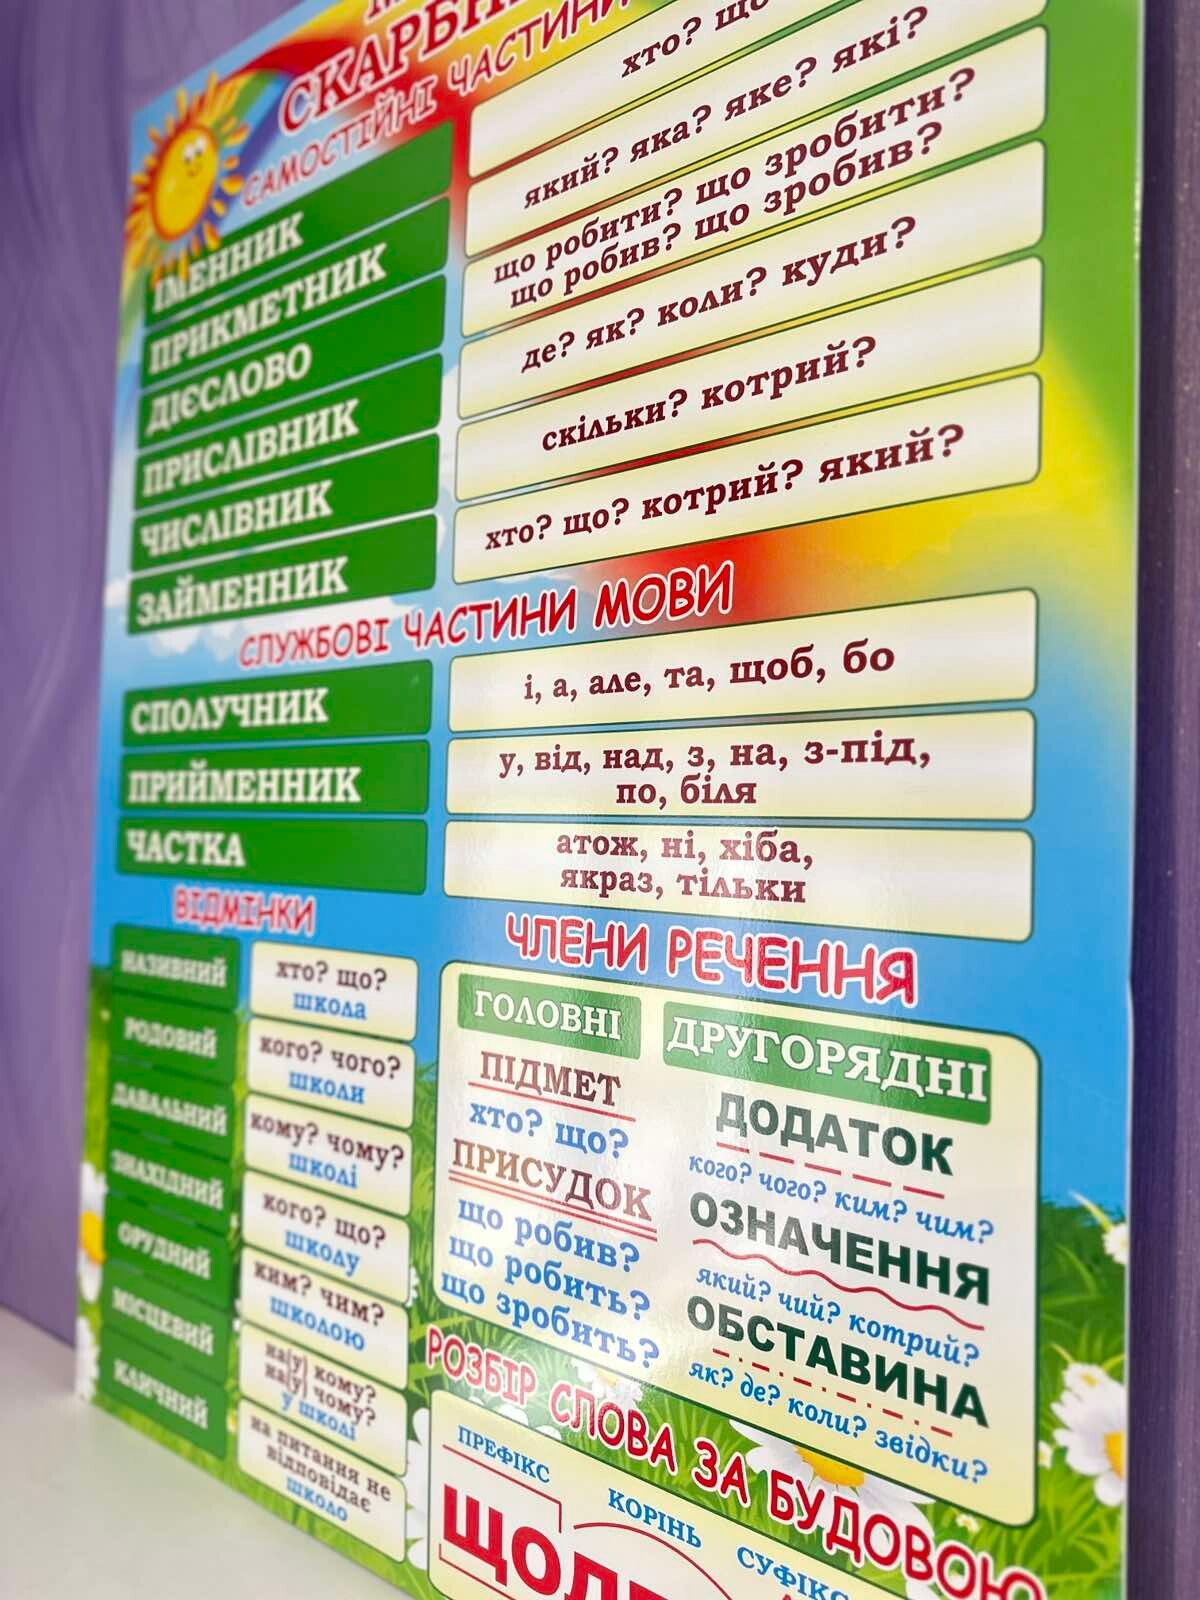 САМОСТІЙНІ ЧАСТИНИ
ІМЕННИК
хто?
ПРИКМЕТНИК
який? яка? яке? які?
ДІЄСЛОВО
що робити? що зробити?
що робив? що зробив?
ПРИСЛІВНИК
де? як? коли? куди?
ЧИСЛІВНИК
скільки? котрий?
ЗАЙМЕННИК
хто? що? котрий? який?
СЛУЖБОВІ ЧАСТИНИ МОВИ
СПОЛУЧНИК
і, а, але, та, щоб, бо
ПРИЙМЕННИК
у, від, над, з, на, з-під,
по, біля
ЧАСТКА
атож, ні, хіба,
якраз, тільки
ВІДМІНКИ
НАЗИВНИЙ
хто? що?
школа
РОДОВИЙ
кого? чого?
школи
ДАВАЛЬНИЙ
кому? чому?
школі
ЗНАХІДНИЙ
кого? що?
школу
ОРУДНИЙ
ким? чим?
школою
МІСЦЕВИЙ
на(у) кому?
на(у) чому?
у школі
КЛИЧНИЙ
на питання не
відповідає
школо
ЧЛЕНИ РЕЧЕННЯ
ГОЛОВНІ
ПІДМЕТ
хто? що?
ПРИСУДОК
що робив?
що робить?
що зробить?
ДРУГОРЯДНІ
ДОДАТОК
кого? чого? ким? чим?
ОЗНАЧЕННЯ
який? чий? котрий?
ОБСТАВИНА
як? де? коли? звідки?
РОЗБІР СЛОВА ЗА БУДОВОЮ
ПРЕФІКС
КОРІНЬ
СУФІКС